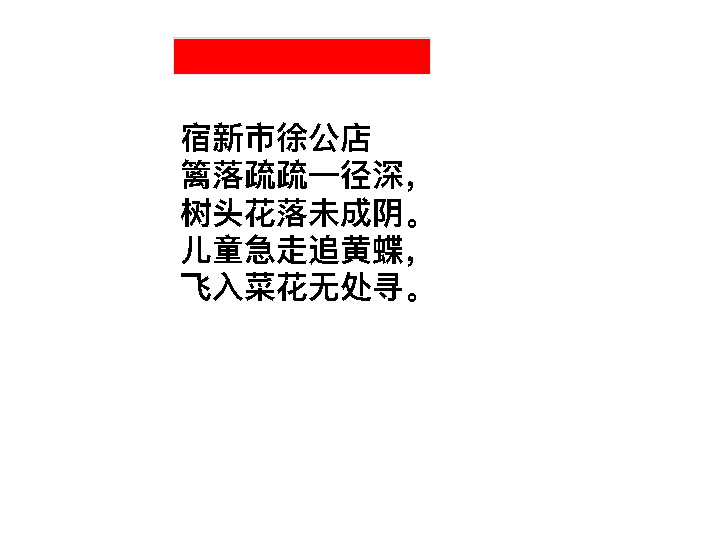 宿新市徐公店
篱落疏疏一径深，
树头花落未成阴。
儿童急走追黄蝶，
飞入菜花无处寻。